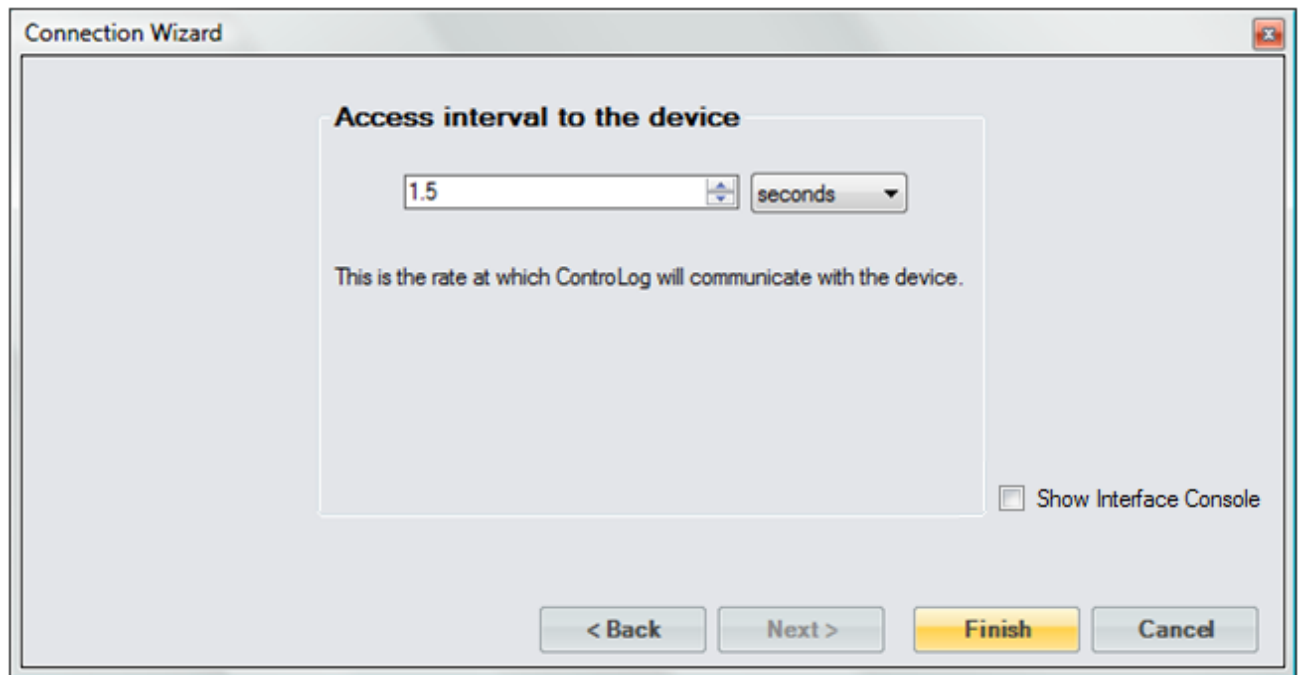 Connection Wizard
Access interval to the device
1.5 seconds
This is the rate at which ControLog will communicate with the device.
Show Interface Console
< Back Next > Finish Cancel